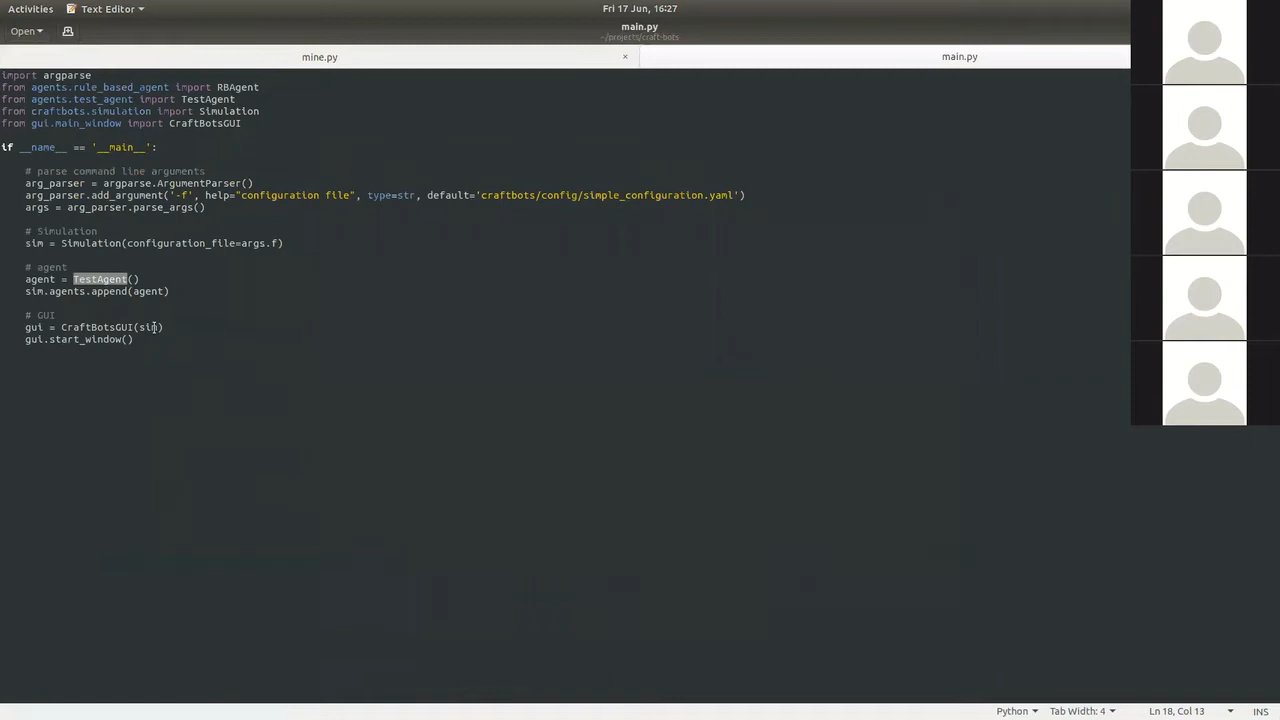 Activities
Text Editor
Fri 17 Jun, 16:27
Open
main.py
~/projects/craft-bots
mine.py
×
main.py
import argparse
from agents.rule_based_agent import RBAgent
from agents.test_agent import TestAgent
from craftbots.simulation import Simulation
from gui.main_window import CraftBotsGUI
if __name__ == '__main__':
# parse command line arguments
arg_parser = argparse.ArgumentParser()
arg_parser.add_argument('-f', help="configuration file", type=str, default='craftbots/config/simple_configuration.yaml')
args = arg_parser.parse_args()
# Simulation
sim = Simulation(configuration_file=args.f)
# agent
agent = TestAgent()
sim.agents.append(agent)
# GUI
gui = CraftBotsGUI(sim)
gui.start_window()
Python
Tab Width: 4
Ln 18, Col 13
INS